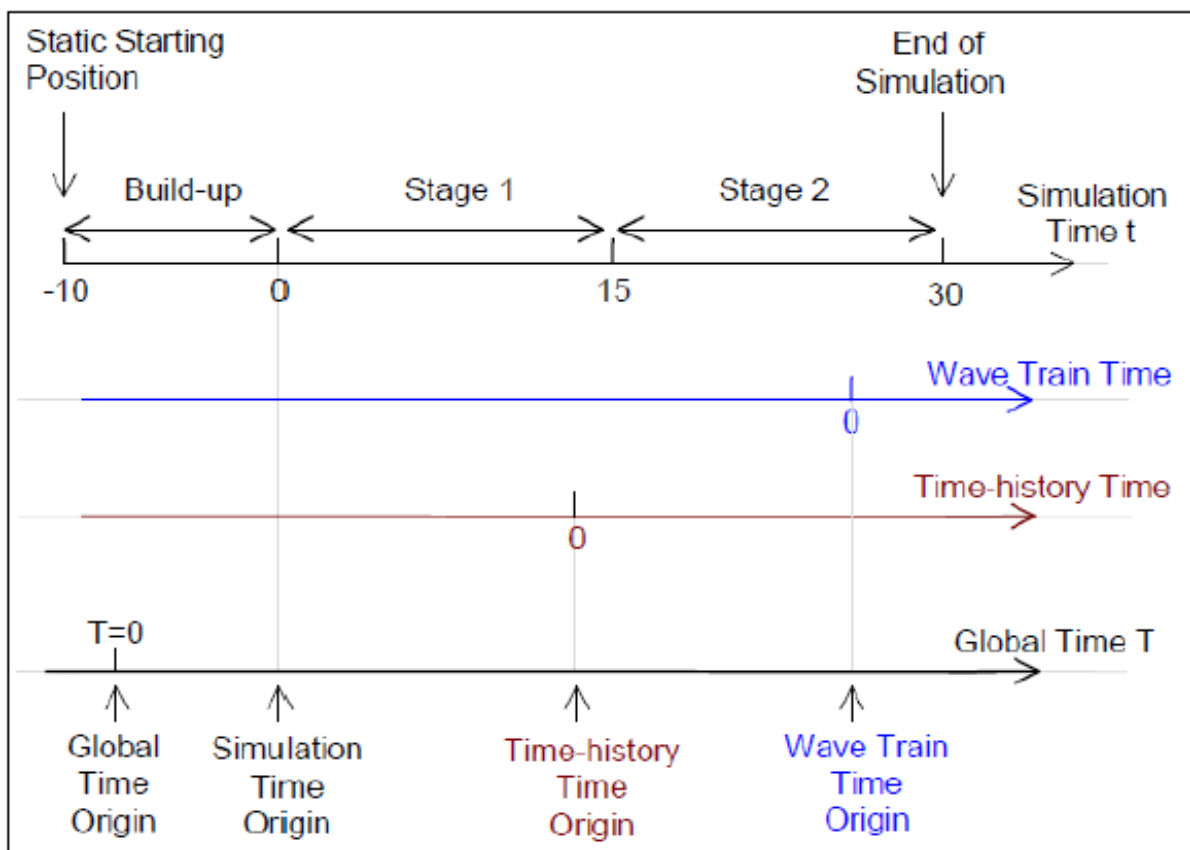 Static Starting
Position
End of
Simulation
Build-up
Stage 1
Stage 2
Simulation
Time t
-10
0
15
30
Wave Train Time
0
Time-history Time
0
T=0
Global Time T
Global
Time
Origin
Simulation
Time
Origin
Time-history
Time
Origin
Wave Train
Time
Origin